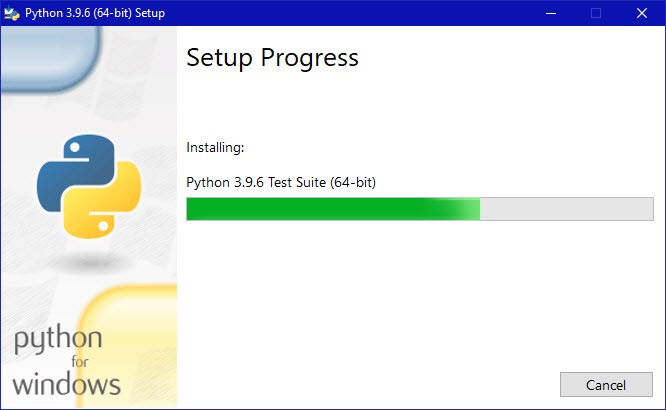 Python 3.9.6 (64-bit) Setup
Setup Progress
Installing:
Python 3.9.6 Test Suite (64-bit)
python
for
windows
Cancel